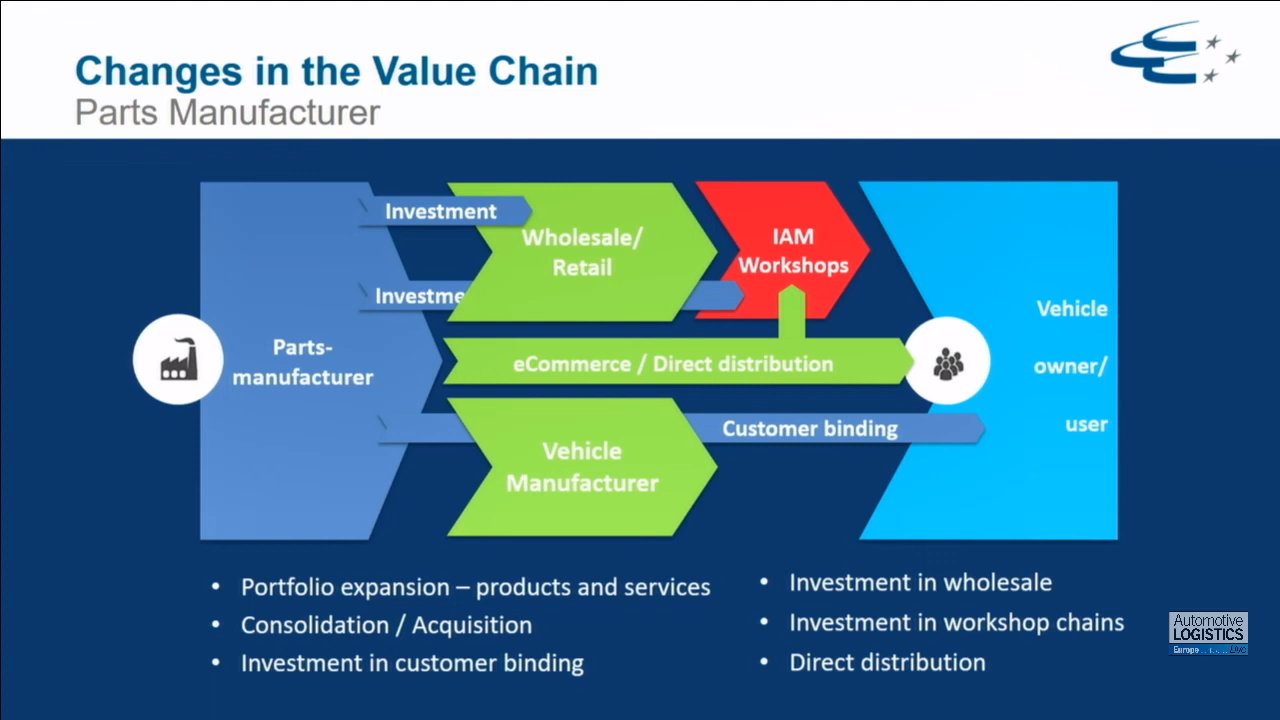 Changes in the Value Chain
Parts Manufacturer
Investment
Wholesale/
Retail
IAM
Workshops
Investme
Parts-
manufacturer
eCommerce / Direct distribution
Vehicle
owner/
user
Customer binding
Vehicle
Manufacturer
• Portfolio expansion – products and services
• Consolidation / Acquisition
• Investment in customer binding
• Investment in wholesale
• Investment in workshop chains
• Direct distribution
Automotive
LOGISTICS
Europe Live